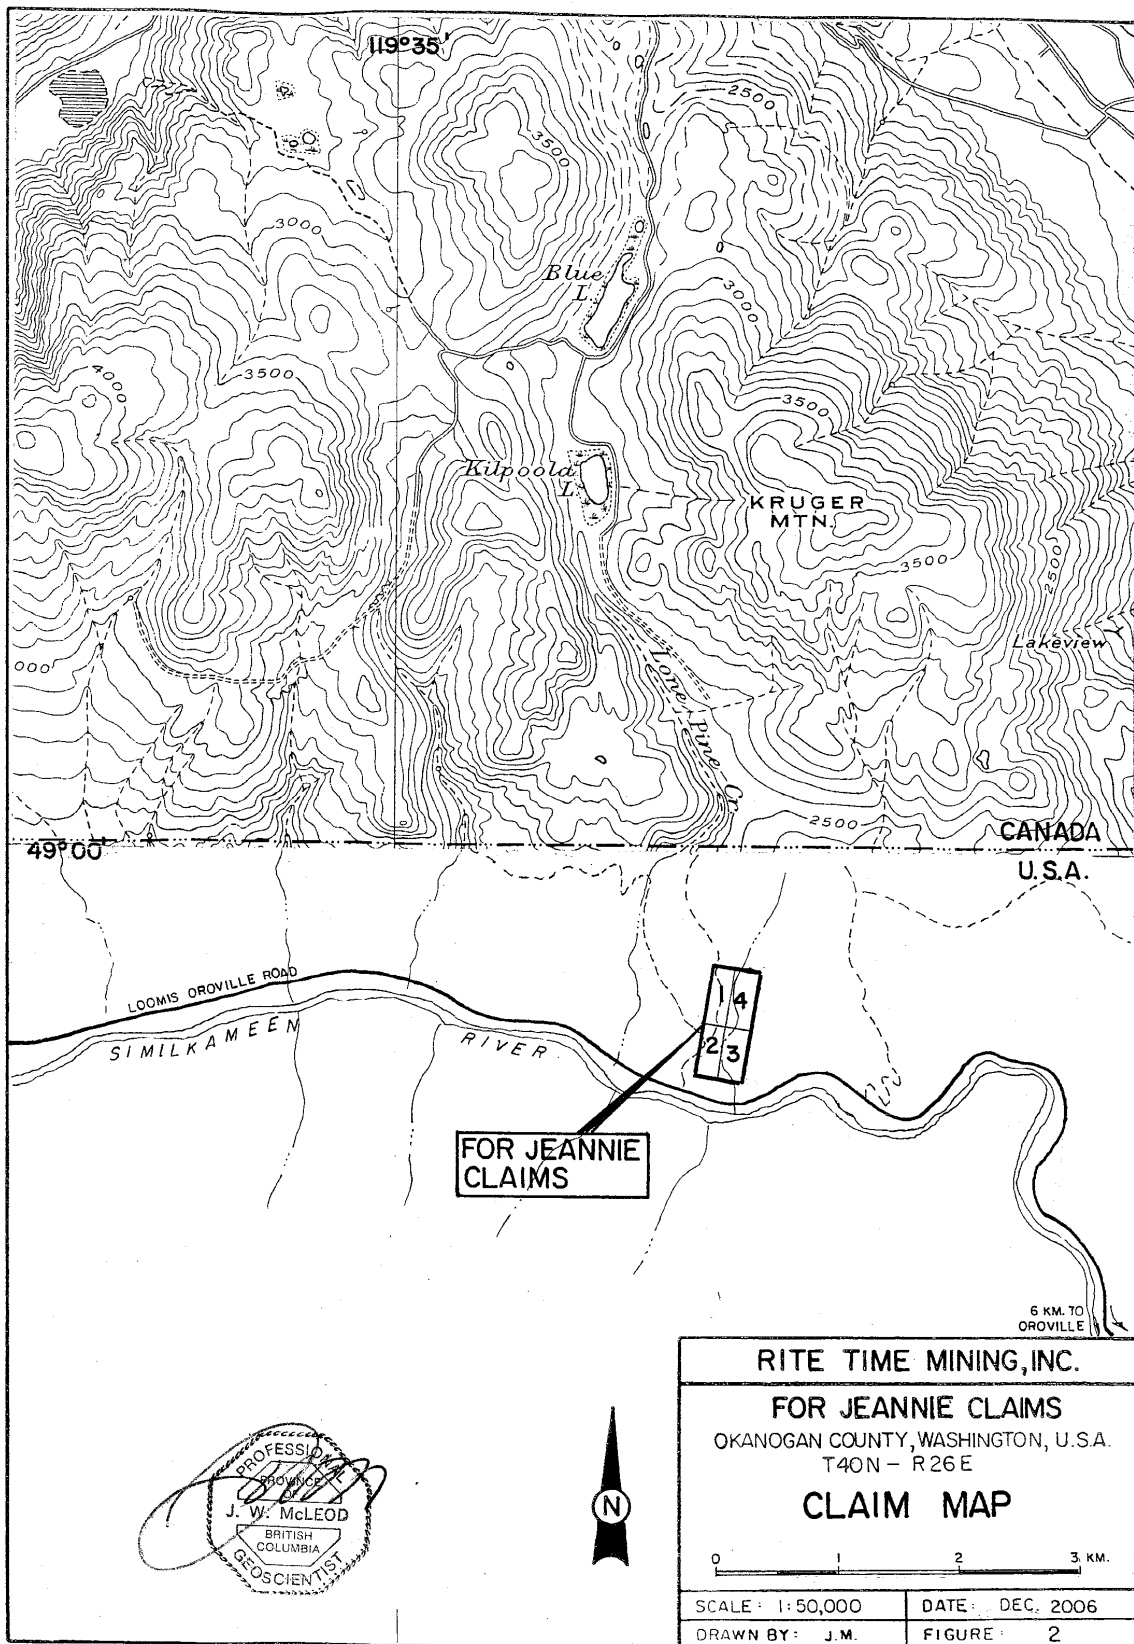 119°35'
2500
3500
3000
Blue
L.
3000
4000
3500
3500
Kilpoola
L.
KRUGER
MTN.
3500
2500
Lakeview
000
Lone Pine Cr.
2500
CANADA
49°00'
U.S.A.
LOOMIS OROVILLE ROAD
SIMILKAMEEN RIVER
1 4
2 3
FOR JEANNIE
CLAIMS
6 KM. TO
OROVILLE
RITE TIME MINING, INC.
FOR JEANNIE CLAIMS
OKANOGAN COUNTY, WASHINGTON, U.S.A.
T40N - R26E
CLAIM MAP
0 1 2 3 KM.
SCALE: 1:50,000 DATE: DEC. 2006
DRAWN BY: J.M. FIGURE: 2
N
PROFESSIONAL
PROVINCE
OF
J. W. McLEOD
BRITISH
COLUMBIA
GEOSCIENTIST